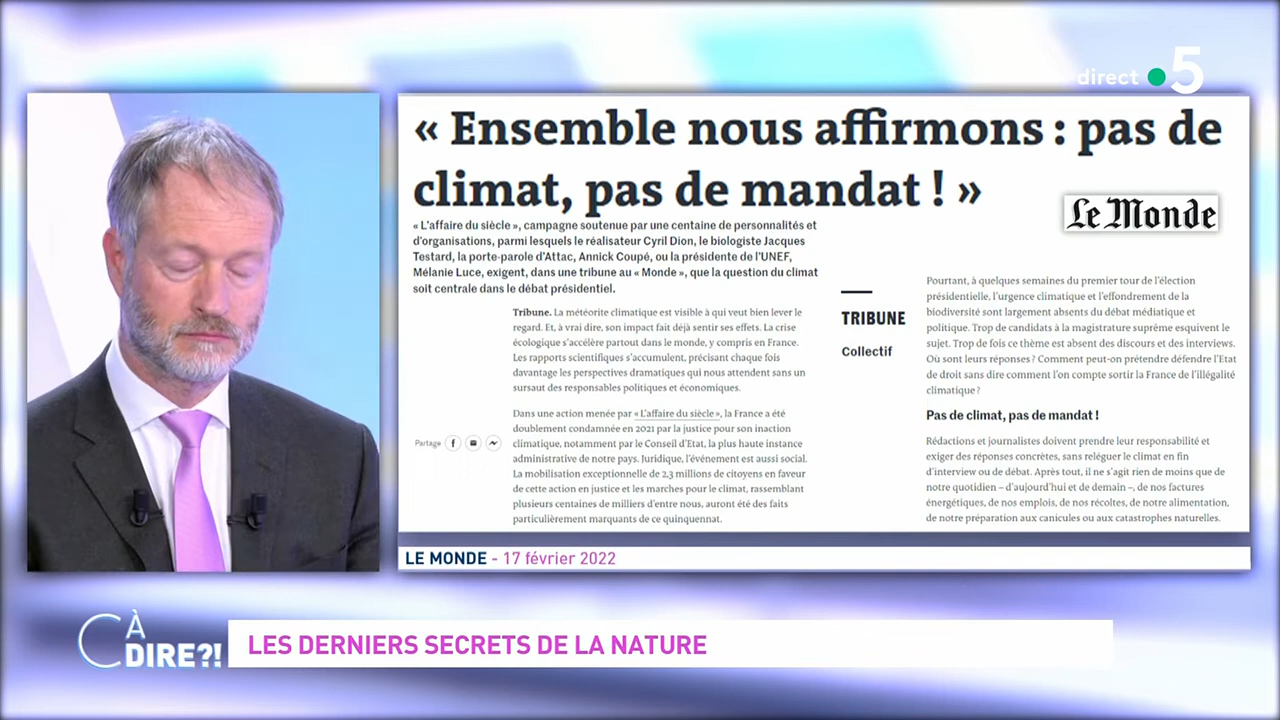 direct 5
« Ensemble nous affirmons : pas de
climat, pas de mandat ! »
Le Monde
« L'affaire du siècle », campagne soutenue par une centaine de personnalités et
d'organisations, parmi lesquels le réalisateur Cyril Dion, le biologiste Jacques
Testard, la porte-parole d'Attac, Annick Coupé, ou la présidente de l'UNEF,
Mélanie Luce, exigent, dans une tribune au « Monde », que la question du climat
soit centrale dans le débat présidentiel.
Tribune. La météorite climatique est visible à qui veut bien lever le
regard. Et, à vrai dire, son impact fait déjà sentir ses effets. La crise
écologique s'accélère partout dans le monde, y compris en France.
Les rapports scientifiques s'accumulent, précisant chaque fois
davantage les perspectives dramatiques qui nous attendent sans un
sursaut des responsables politiques et économiques.
Dans une action menée par « L'affaire du siècle », la France a été
doublement condamnée en 2021 par la justice pour son inaction
climatique, notamment par le Conseil d'Etat, la plus haute instance
administrative de notre pays. Juridique, l'événement est aussi social.
La mobilisation exceptionnelle de 2,3 millions de citoyens en faveur
de cette action en justice et les marches pour le climat, rassemblant
plusieurs centaines de milliers d'entre nous, auront été des faits
particulièrement marquants de ce quinquennat.
Partage
TRIBUNE
Collectif
Pourtant, à quelques semaines du premier tour de l'élection
présidentielle, l'urgence climatique et l'effondrement de la
biodiversité sont largement absents du débat médiatique et
politique. Trop de candidats à la magistrature suprême esquivent le
sujet. Trop de fois ce thème est absent des discours et des interviews.
Où sont leurs réponses ? Comment peut-on prétendre défendre l'Etat
de droit sans dire comment l'on compte sortir la France de l'illégalité
climatique ?
Pas de climat, pas de mandat !
Rédactions et journalistes doivent prendre leur responsabilité et
exiger des réponses concrètes, sans reléguer le climat en fin
d'interview ou de débat. Après tout, il ne s'agit rien de moins que de
notre quotidien – d'aujourd'hui et de demain –, de nos factures
énergétiques, de nos emplois, de nos récoltes, de notre alimentation,
de notre préparation aux canicules ou aux catastrophes naturelles.
LE MONDE - 17 février 2022
C À
DIRE?!
LES DERNIERS SECRETS DE LA NATURE